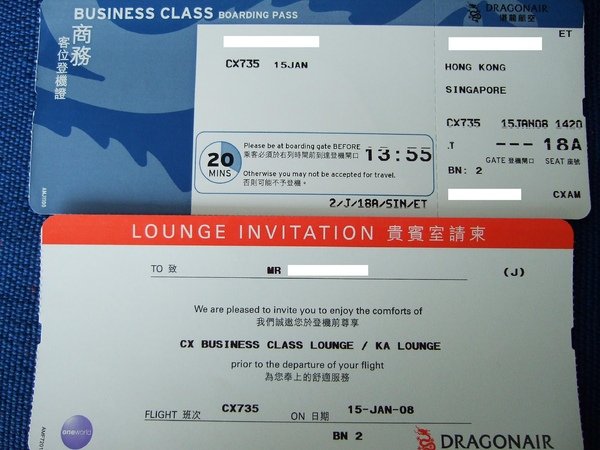 BUSINESS CLASS BOARDING PASS
商務
客位登機證
DRAGONAIR
港龍航空
ET
CX735 15JAN
HONG KONG
SINGAPORE
CX735 15JAN08 1420
.T --- 18A
GATE 登機閘口 SEAT 座號
BN: 2
CXAM
20
MINS
Please be at boarding gate BEFORE
乘客必須於右列時間前到達登機閘口
13:55
Otherwise you may not be accepted for travel.
否則可能不予登機。
2/J/18A/SIN/ET
LOUNGE INVITATION 貴賓室請柬
TO 致 MR (J)
We are pleased to invite you to enjoy the comforts of
我們誠邀您於登機前尊享
CX BUSINESS CLASS LOUNGE / KA LOUNGE
prior to the departure of your flight
為您奉上的舒適服務
FLIGHT 班次 CX735 ON 日期 15-JAN-08
BN 2
oneworld
DRAGONAIR